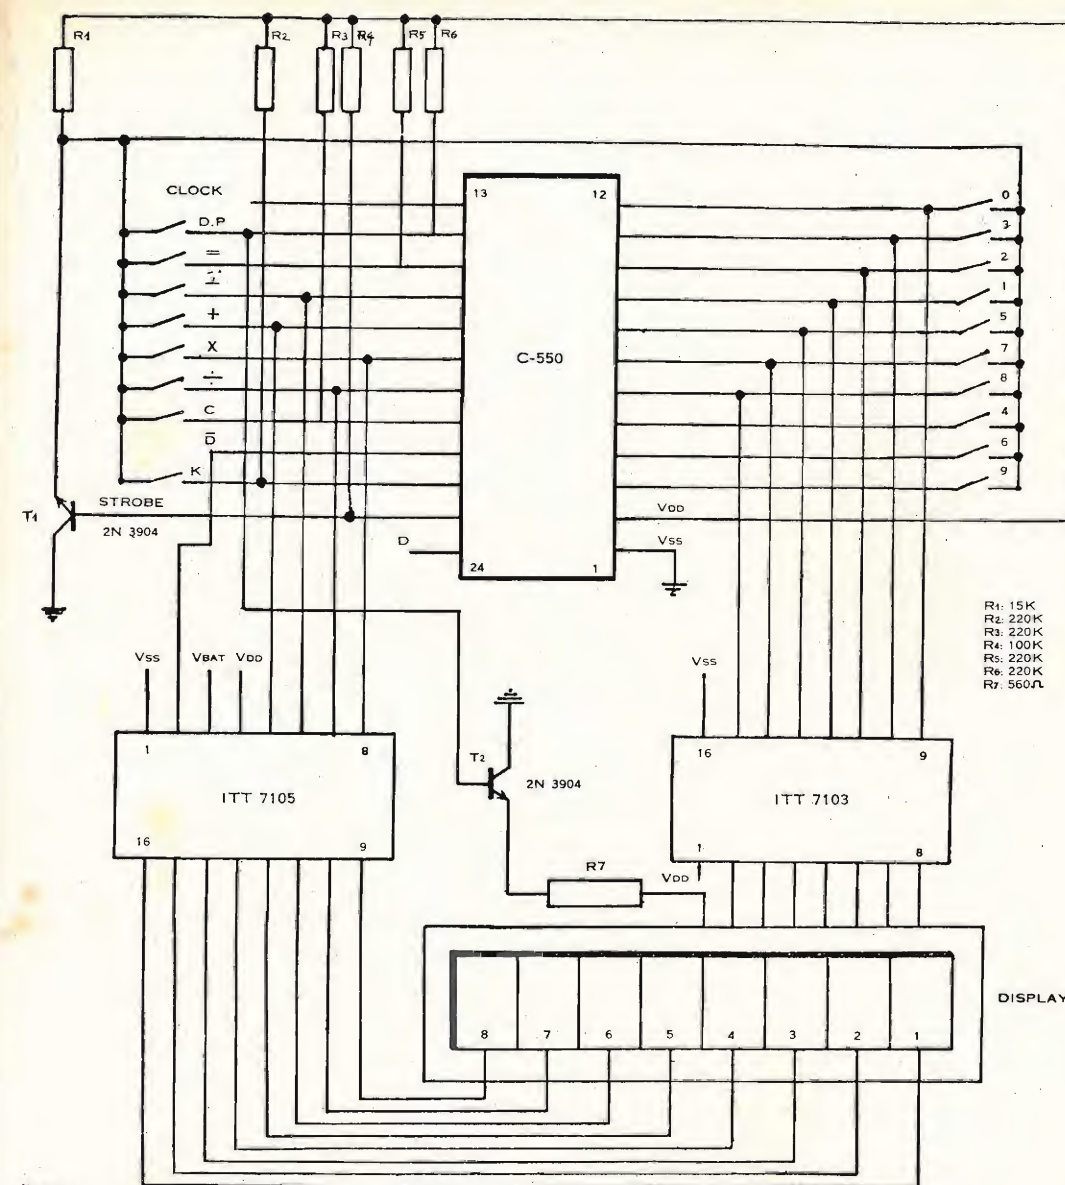 R1 R2 R3 R4 R5 R6
CLOCK 13 12 0
D.P 3
= 2
1
+ 5
X C-550 7
÷ 8
C 4
D̅ 6
K 9
T1 STROBE VDD
2N 3904
D VSS
24 1
R1: 15K
R2: 220K
R3: 220K
R4: 100K
R5: 220K
R6: 220K
R7: 560Ω
VSS VBAT VDD VSS
1 8 16 9
T2 2N 3904
ITT 7105 ITT 7103
16 9 1 8
R7
VDD
DISPLAY
8 7 6 5 4 3 2 1